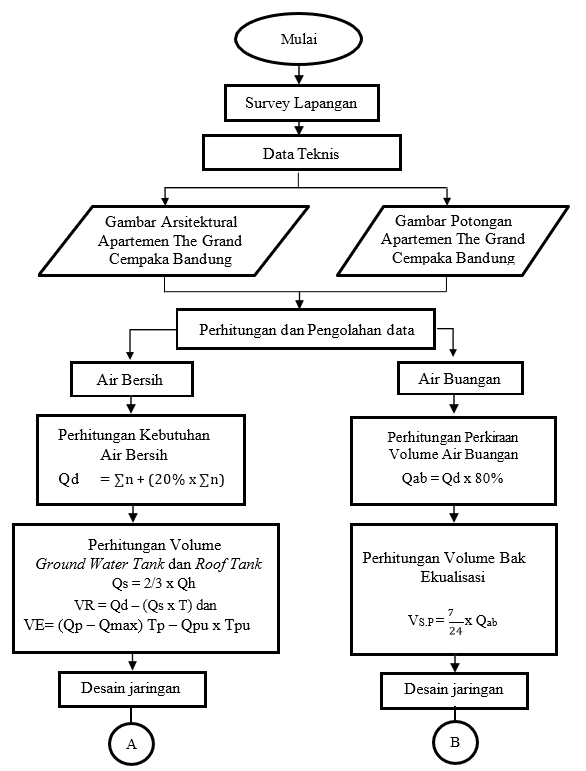 Mulai
Survey Lapangan
Data Teknis
Gambar Arsitektural
Apartemen The Grand
Cempaka Bandung
Gambar Potongan
Apartemen The Grand
Cempaka Bandung
Perhitungan dan Pengolahan data
Air Bersih
Perhitungan Kebutuhan
Air Bersih
Qd = ∑n + (20% x ∑n)
Perhitungan Volume
Ground Water Tank dan Roof Tank
Qs = 2/3 x Qh
VR = Qd – (Qs x T) dan
VE= (Qp – Qmax) Tp – Qpu x Tpu
Desain jaringan
A
Air Buangan
Perhitungan Perkiraan
Volume Air Buangan
Qab = Qd x 80%
Perhitungan Volume Bak
Ekualisasi
VS.P = 7/24 x Qab
Desain jaringan
B